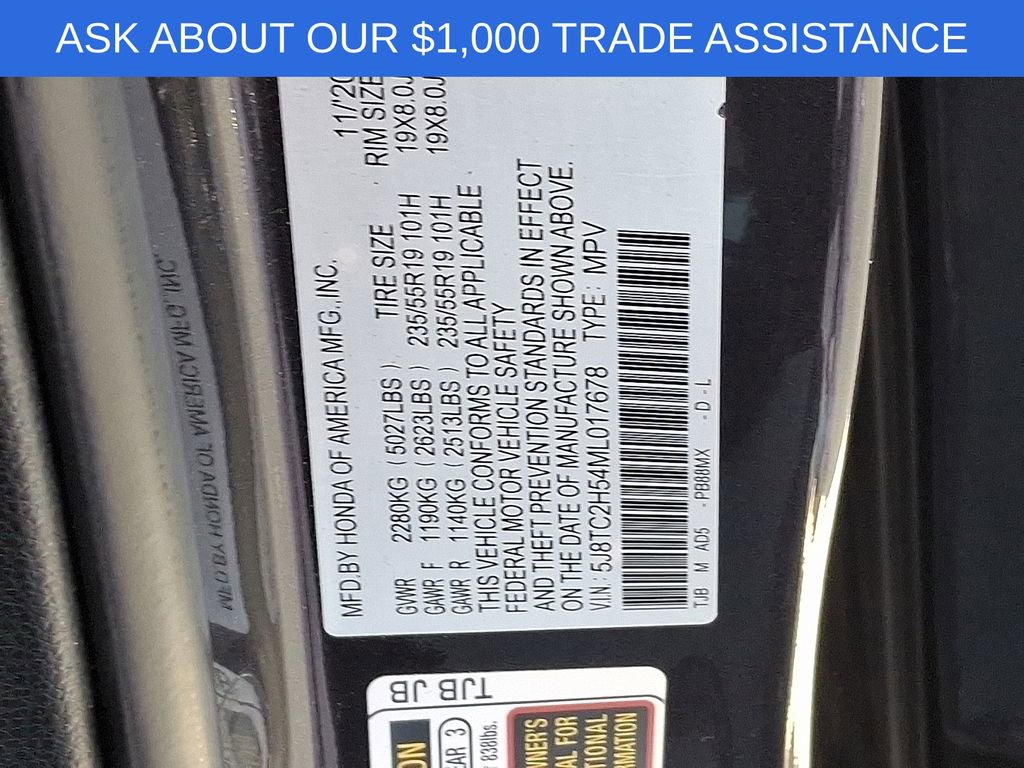 ASK ABOUT OUR $1,000 TRADE ASSISTANCE
MFD.BY HONDA OF AMERICA MFG.,INC. 11/20
GVWR 2280KG ( 5027LBS ) TIRE SIZE RIM SIZE
GAWR F 1190KG ( 2623LBS ) 235/55R19 101H 19X8.0J
GAWR R 1140KG ( 2513LBS ) 235/55R19 101H 19X8.0J
THIS VEHICLE CONFORMS TO ALL APPLICABLE
FEDERAL MOTOR VEHICLE SAFETY
AND THEFT PREVENTION STANDARDS IN EFFECT
ON THE DATE OF MANUFACTURE SHOWN ABOVE.
V.I.N.: 5J8TC2H54ML017678 TYPE: MPV
TJB M AD5 -PB88MX -D-L
TJB JB
TJB
3
838lbs.